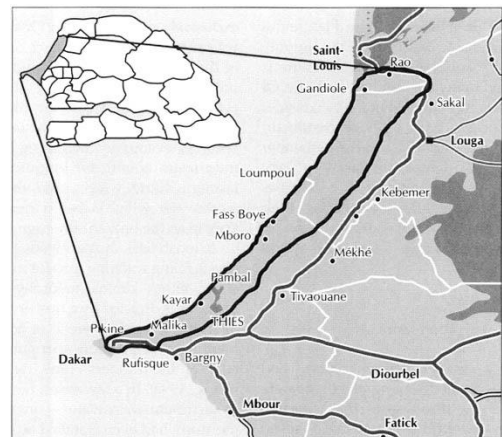 Saint-
Louis
Rao
Gandiole
Sakal
Louga
Loumpoul
Kebemer
Fass Boye
Mboro
Mékhé
Pambal
Kayar
Tivaouane
THIES
Pikine
Malika
Dakar
Rufisque
Bargny
Diourbel
Mbour
Fatick